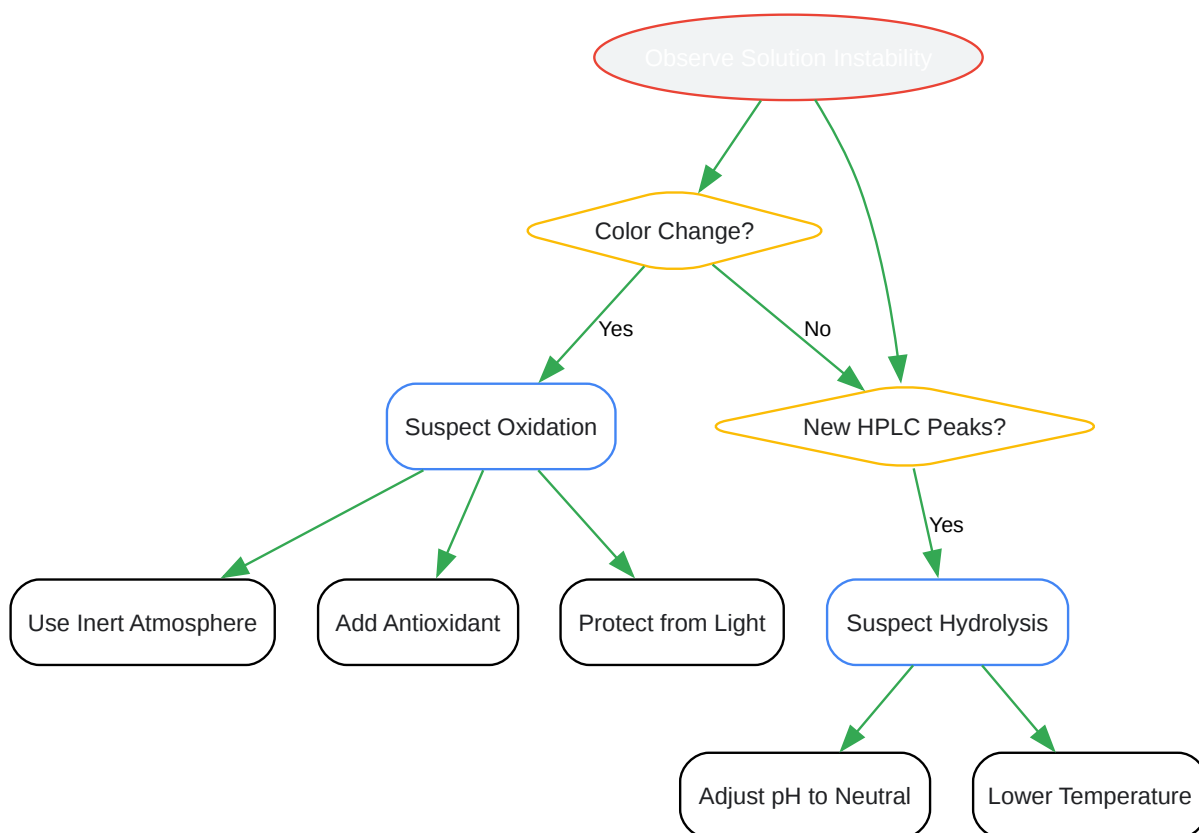 Observe Solution Instability
Color Change?
Yes
No
Suspect Oxidation
New HPLC Peaks?
Yes
Use Inert Atmosphere
Add Antioxidant
Protect from Light
Suspect Hydrolysis
Adjust pH to Neutral
Lower Temperature